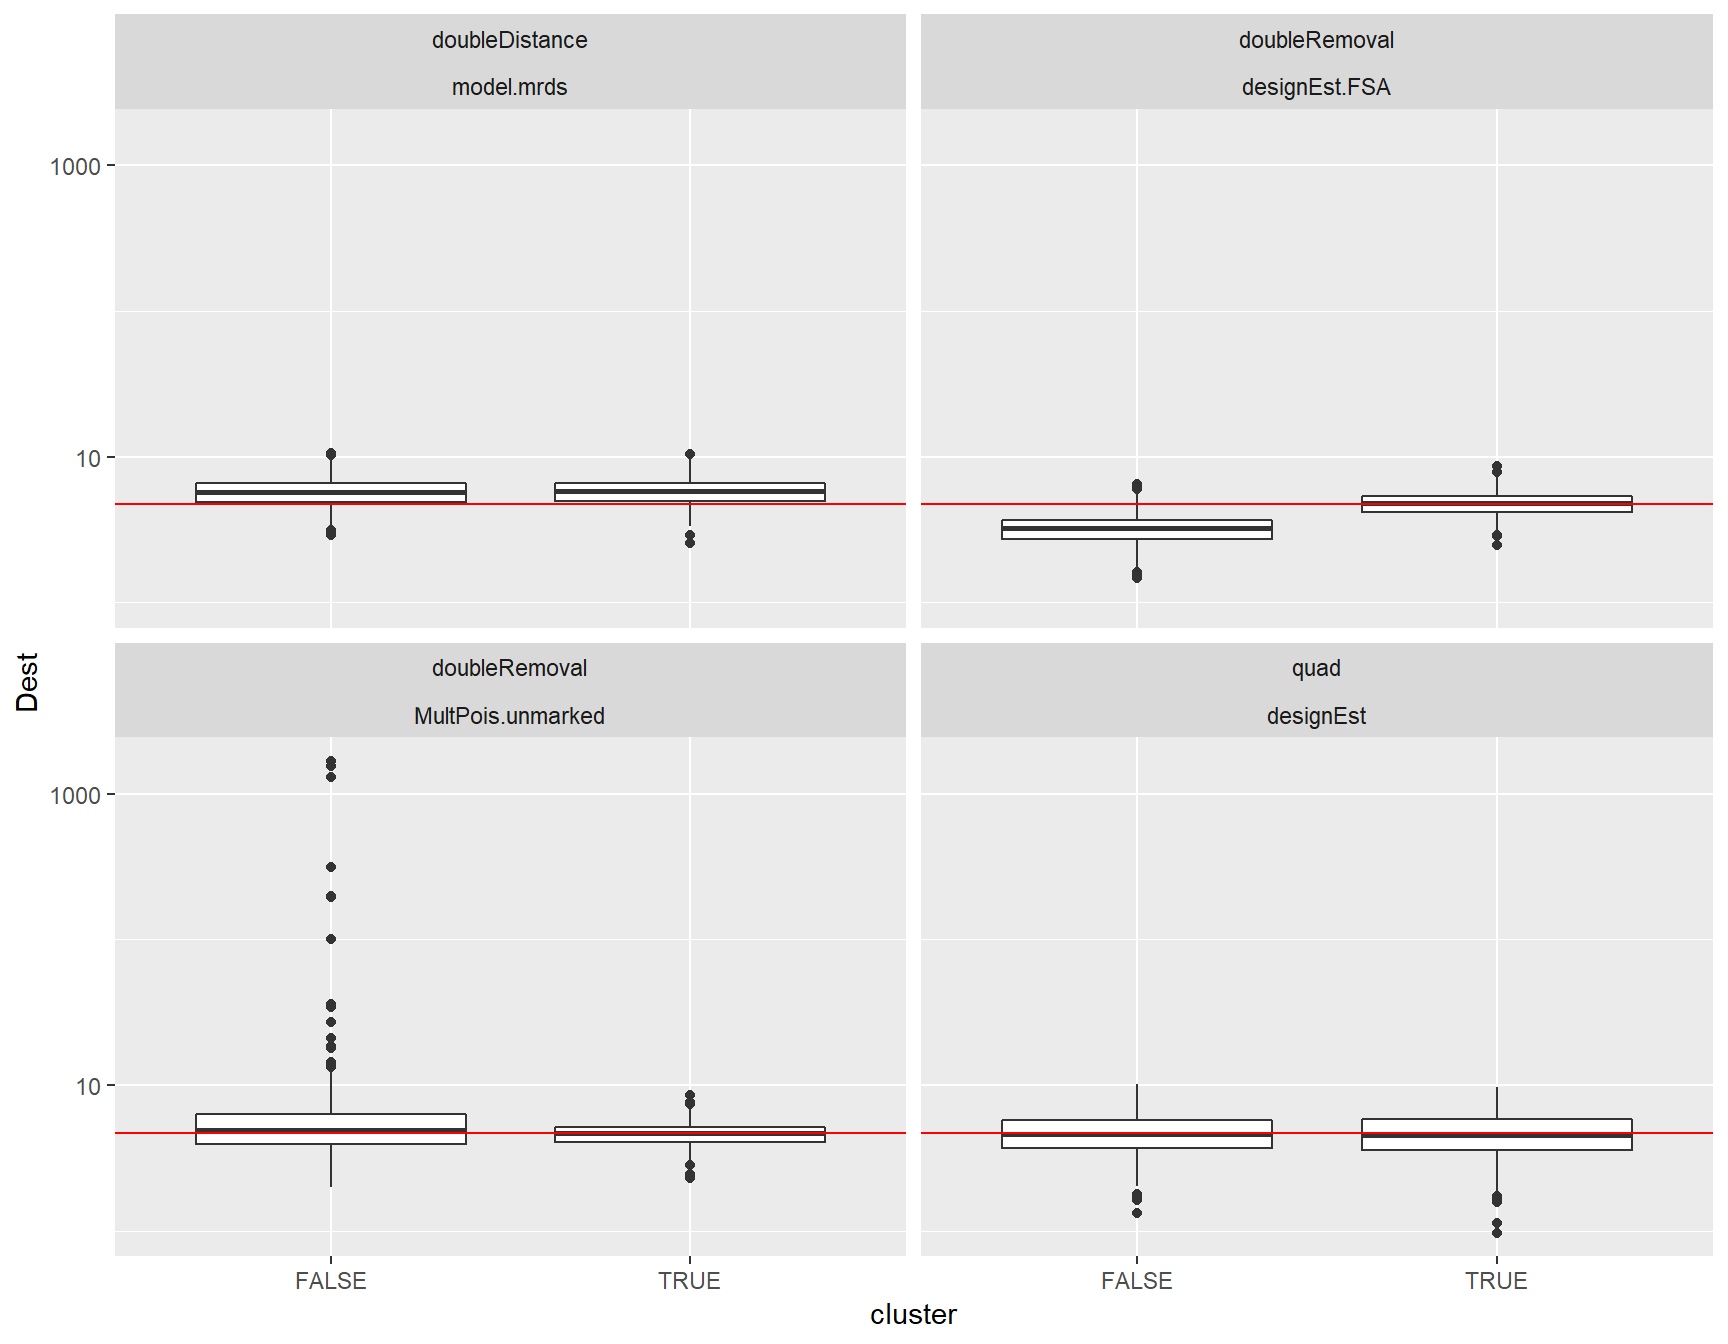 doubleDistance
model.mrds
doubleRemoval
designEst.FSA
1000
10
doubleRemoval
MultPois.unmarked
quad
designEst
1000
10
Dest
FALSE
TRUE
FALSE
TRUE
cluster